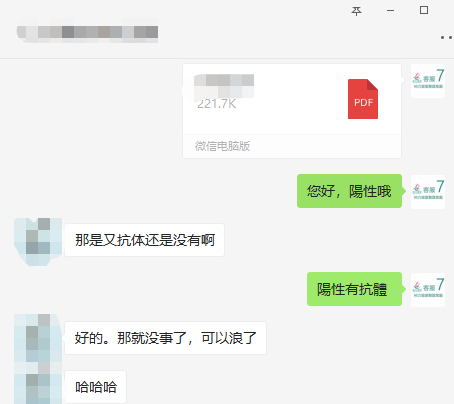 221.7K
PDF
微信电脑版
客服 7
您好，陽性哦
客服 7
那是又抗体还是没有啊
陽性有抗體
客服 7
好的。那就没事了，可以浪了
哈哈哈